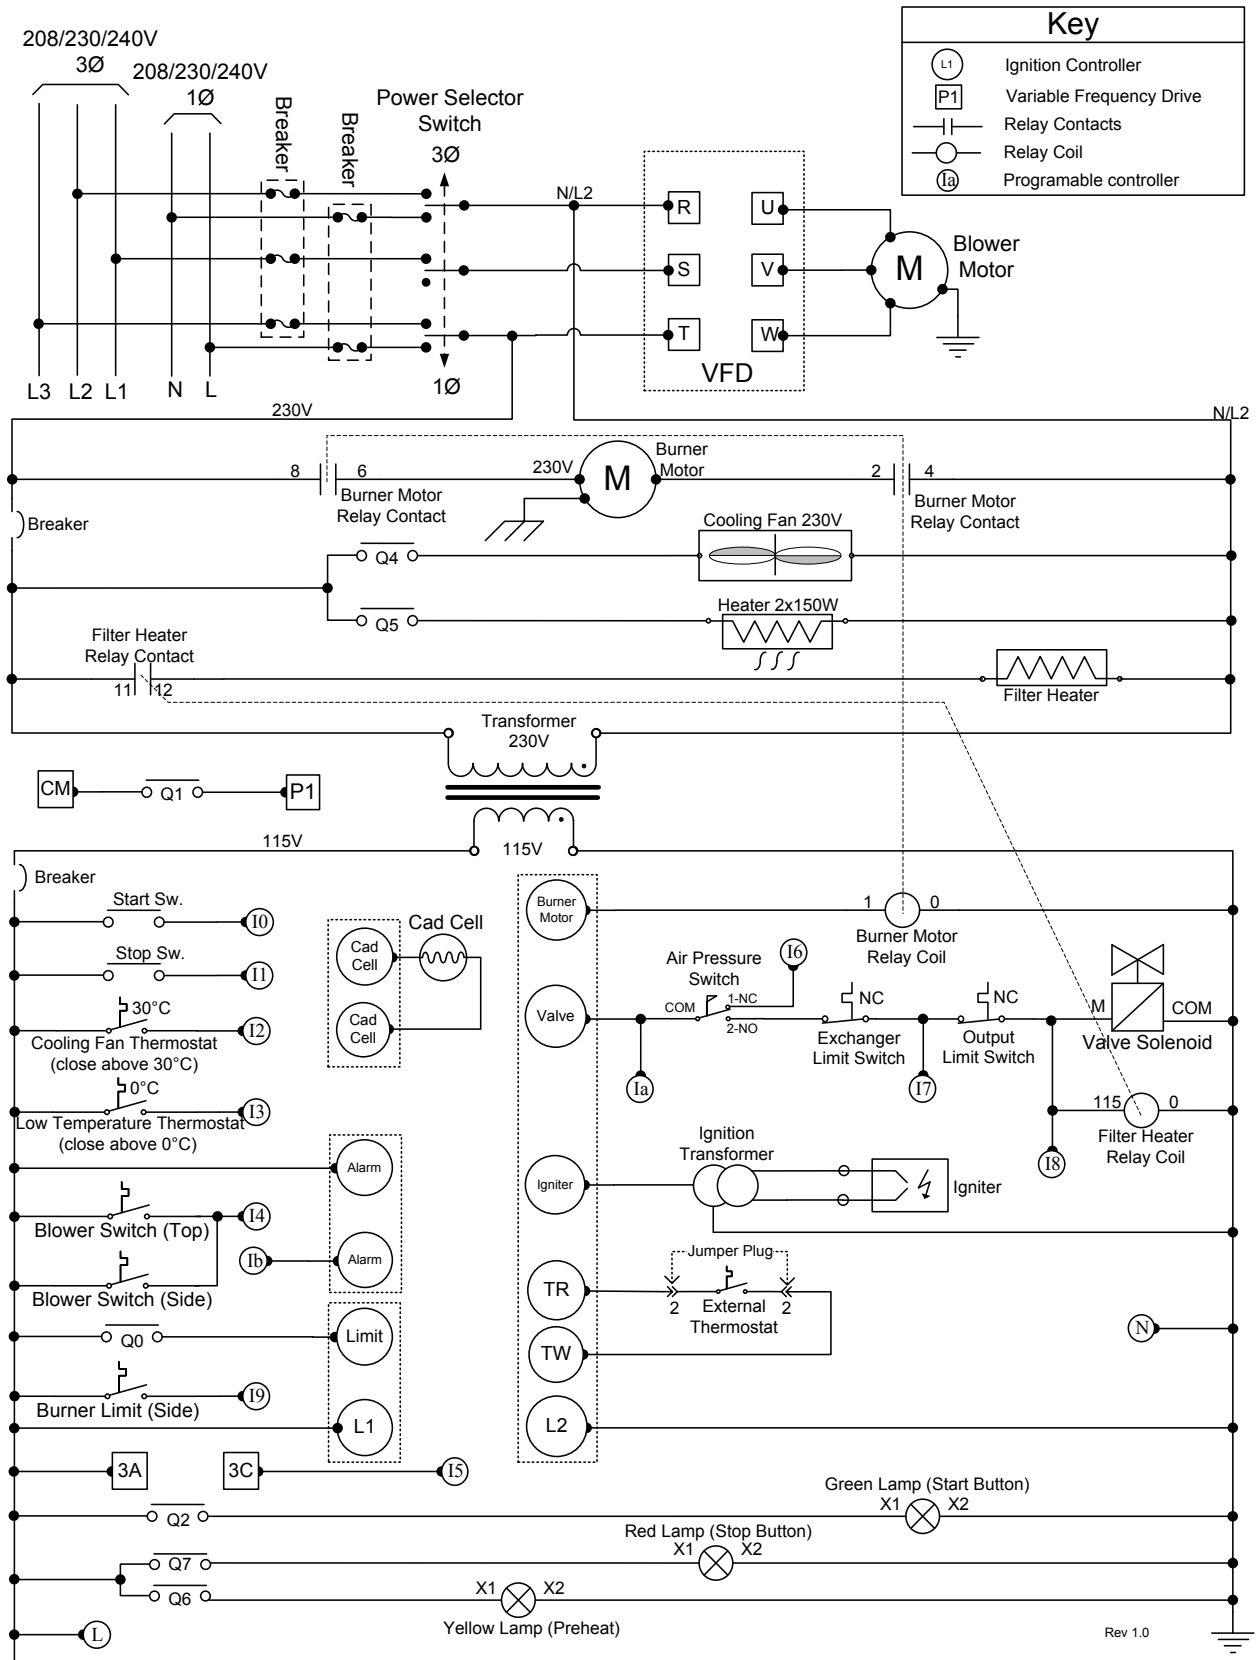 Key
L1 Ignition Controller
P1 Variable Frequency Drive
Relay Contacts
Relay Coil
Ia Programable controller
208/230/240V
3Ø
208/230/240V
1Ø
Breaker
Breaker
Power Selector
Switch
3Ø
1Ø
L3 L2 L1 N L
N/L2
R U
S V
T W
VFD
M
Blower
Motor
230V
N/L2
8 6
Burner Motor
Relay Contact
230V
M
Burner
Motor
2 4
Burner Motor
Relay Contact
Breaker
Q4
Cooling Fan 230V
Q5
Heater 2x150W
Filter Heater
Relay Contact
11 12
Filter Heater
Transformer
230V
CM Q1 P1
115V
115V
Breaker
Start Sw.
I0
Stop Sw.
I1
30°C
I2
Cooling Fan Thermostat
(close above 30°C)
0°C
I3
Low Temperature Thermostat
(close above 0°C)
Cad Cell
Cad
Cell
Cad
Cell
Alarm
Blower Switch (Top)
I4
Ib
Alarm
Blower Switch (Side)
Q0
Limit
Burner Limit (Side)
I9
L1
3A 3C I5
Burner
Motor
1 0
Burner Motor
Relay Coil
Valve
Air Pressure
Switch
COM 1-NC
2-NO
I6
Ia
NC
Exchanger
Limit Switch
I7
NC
Output
Limit Switch
M COM
Valve Solenoid
115 0
Filter Heater
Relay Coil
I8
Igniter
Ignition
Transformer
Igniter
TR
Jumper Plug
2 2
External
Thermostat
TW
N
L2
Q2
Green Lamp (Start Button)
X1 X2
Q7
Red Lamp (Stop Button)
X1 X2
Q6
X1 X2
Yellow Lamp (Preheat)
L
Rev 1.0